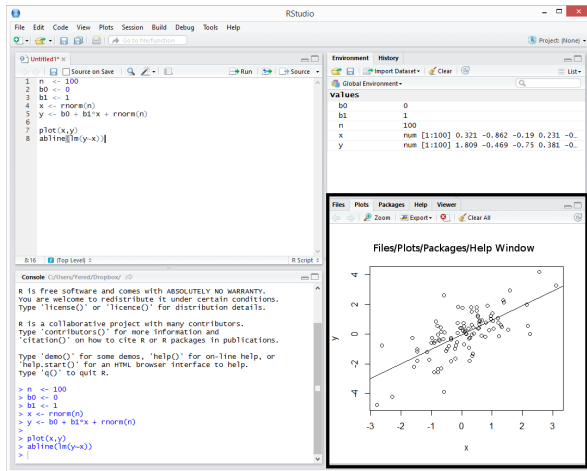 RStudio
File Edit Code View Plots Session Build Debug Tools Help
Go to file/function
Project: (None)
Untitled1*
Source on Save
Run
Source
1 n <- 100
2 b0 <- 0
3 b1 <- 1
4 x <- rnorm(n)
5 y <- b0 + b1*x + rnorm(n)
6
7 plot(x,y)
8 abline(lm(y~x))
8:16 (Top Level) R Script
Console C:/Users/Yered/Dropbox/
R is free software and comes with ABSOLUTELY NO WARRANTY.
You are welcome to redistribute it under certain conditions.
Type 'license()' or 'licence()' for distribution details.
R is a collaborative project with many contributors.
Type 'contributors()' for more information and
'citation()' on how to cite R or R packages in publications.
Type 'demo()' for some demos, 'help()' for on-line help, or
'help.start()' for an HTML browser interface to help.
Type 'q()' to quit R.
> n <- 100
> b0 <- 0
> b1 <- 1
> x <- rnorm(n)
> y <- b0 + b1*x + rnorm(n)
>
> plot(x,y)
> abline(lm(y~x))
>
Environment History
Import Dataset Clear List
Global Environment
values
b0 0
b1 1
n 100
x num [1:100] 0.321 -0.862 -0.19 0.231 -0…
y num [1:100] 1.809 -0.469 -0.75 0.381 -0…
Files Plots Packages Help Viewer
Zoom Export Clear All
Files/Plots/Packages/Help Window
4
2
0
-2
-4
y
-3 -2 -1 0 1 2 3
x